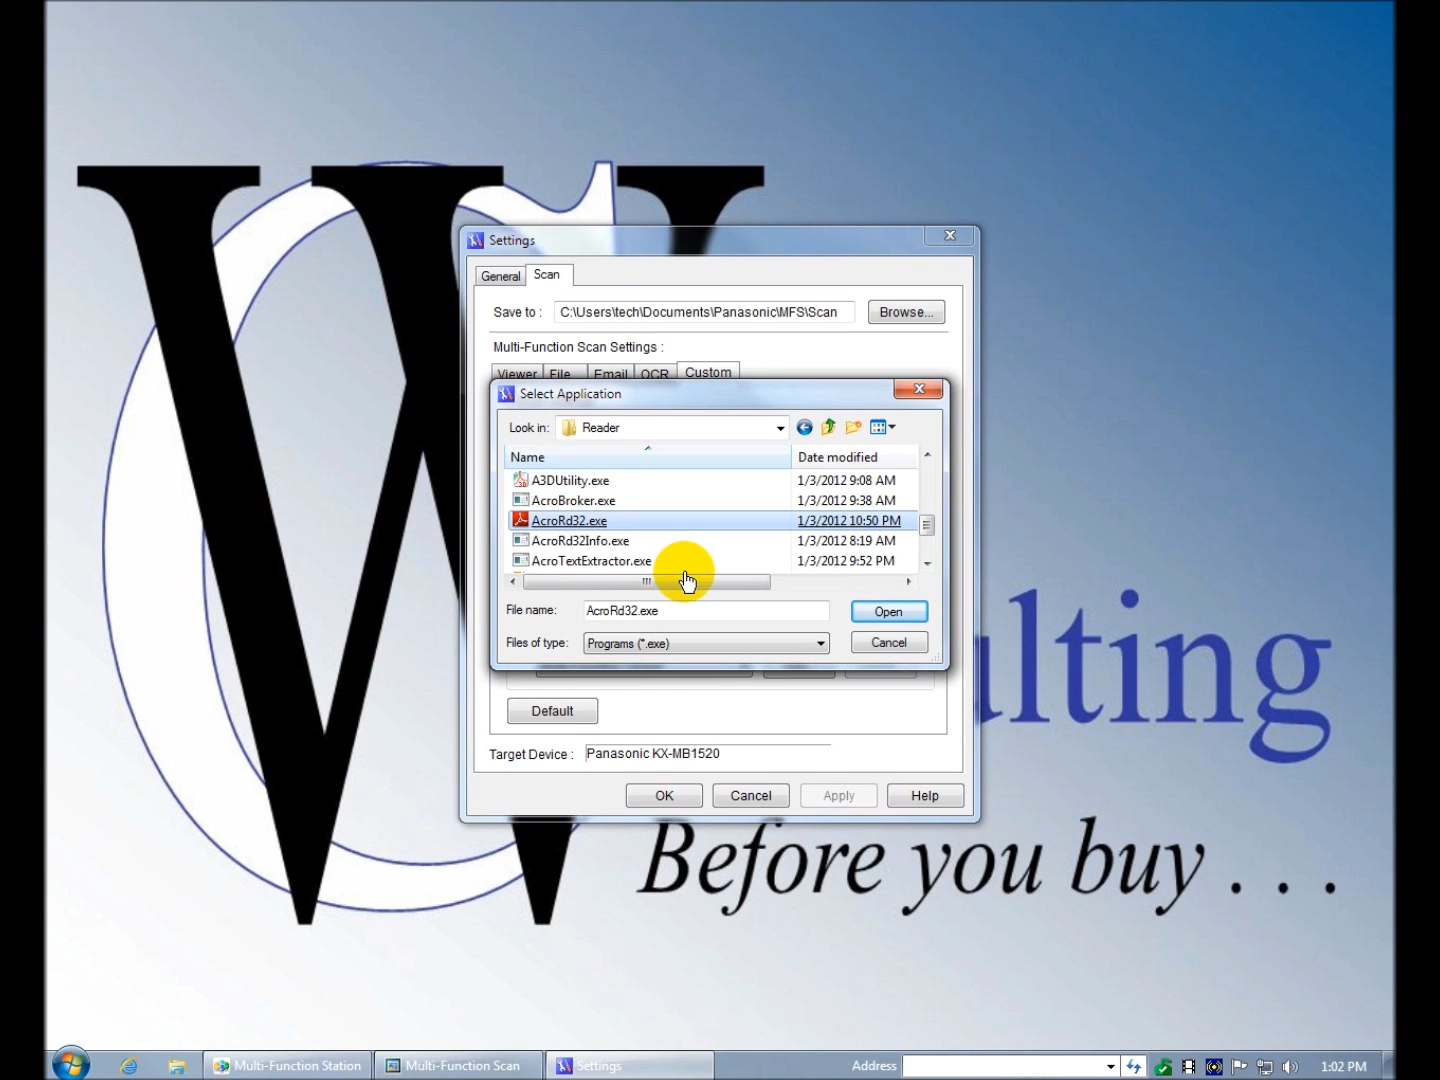 Settings
General
Scan
Save to :
C:\Users\tech\Documents\Panasonic\MFS\Scan
Browse...
Multi-Function Scan Settings :
Viewer
File
Email
OCR
Custom
Select Application
Look in:
Reader
Name
Date modified
A3DUtility.exe
1/3/2012 9:08 AM
AcroBroker.exe
1/3/2012 9:38 AM
AcroRd32.exe
1/3/2012 10:50 PM
AcroRd32Info.exe
1/3/2012 8:19 AM
AcroTextExtractor.exe
1/3/2012 9:52 PM
File name:
AcroRd32.exe
Open
Files of type:
Programs (*.exe)
Cancel
Default
Target Device :
Panasonic KX-MB1520
OK
Cancel
Apply
Help
W
C
ulting
Before you buy . . .
Multi-Function Station
Multi-Function Scan
Settings
Address
1:02 PM